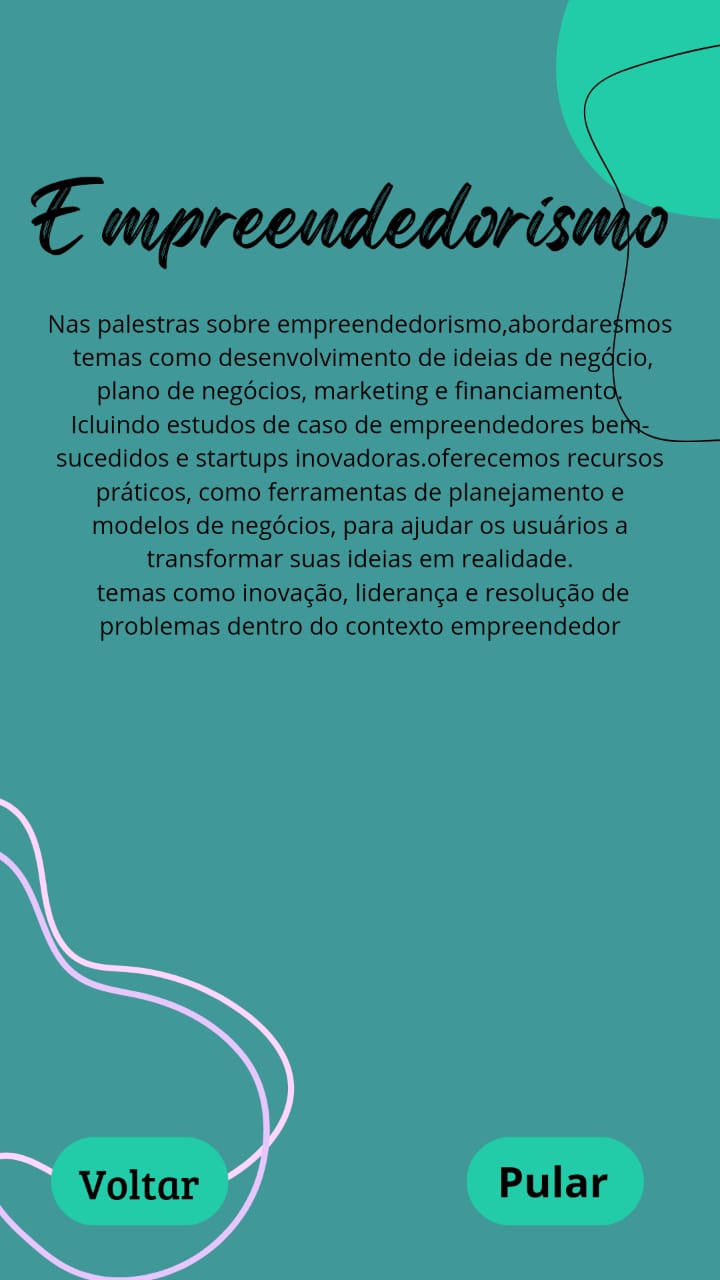 Empreendedorismo
Nas palestras sobre empreendedorismo,abordaresmos
temas como desenvolvimento de ideias de negócio,
plano de negócios, marketing e financiamento.
Icluindo estudos de caso de empreendedores bem-
sucedidos e startups inovadoras.oferecemos recursos
práticos, como ferramentas de planejamento e
modelos de negócios, para ajudar os usuários a
transformar suas ideias em realidade.
temas como inovação, liderança e resolução de
problemas dentro do contexto empreendedor
Voltar
Pular